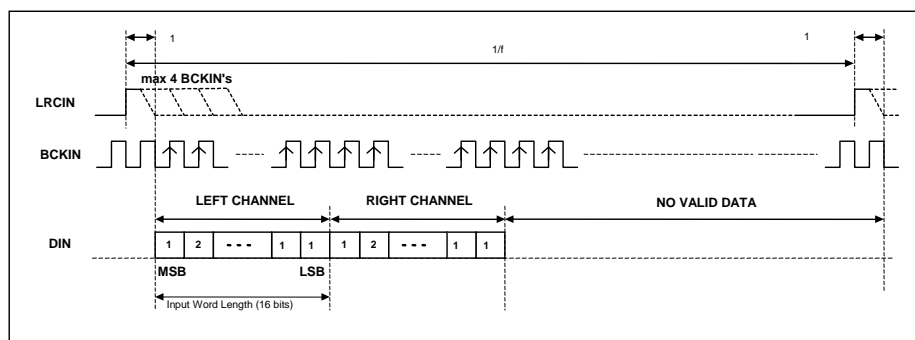 1 1
1/f
max 4 BCKIN's
LRCIN
BCKIN
LEFT CHANNEL RIGHT CHANNEL NO VALID DATA
DIN 1 2 --- 1 1 1 2 --- 1 1
MSB LSB
Input Word Length (16 bits)